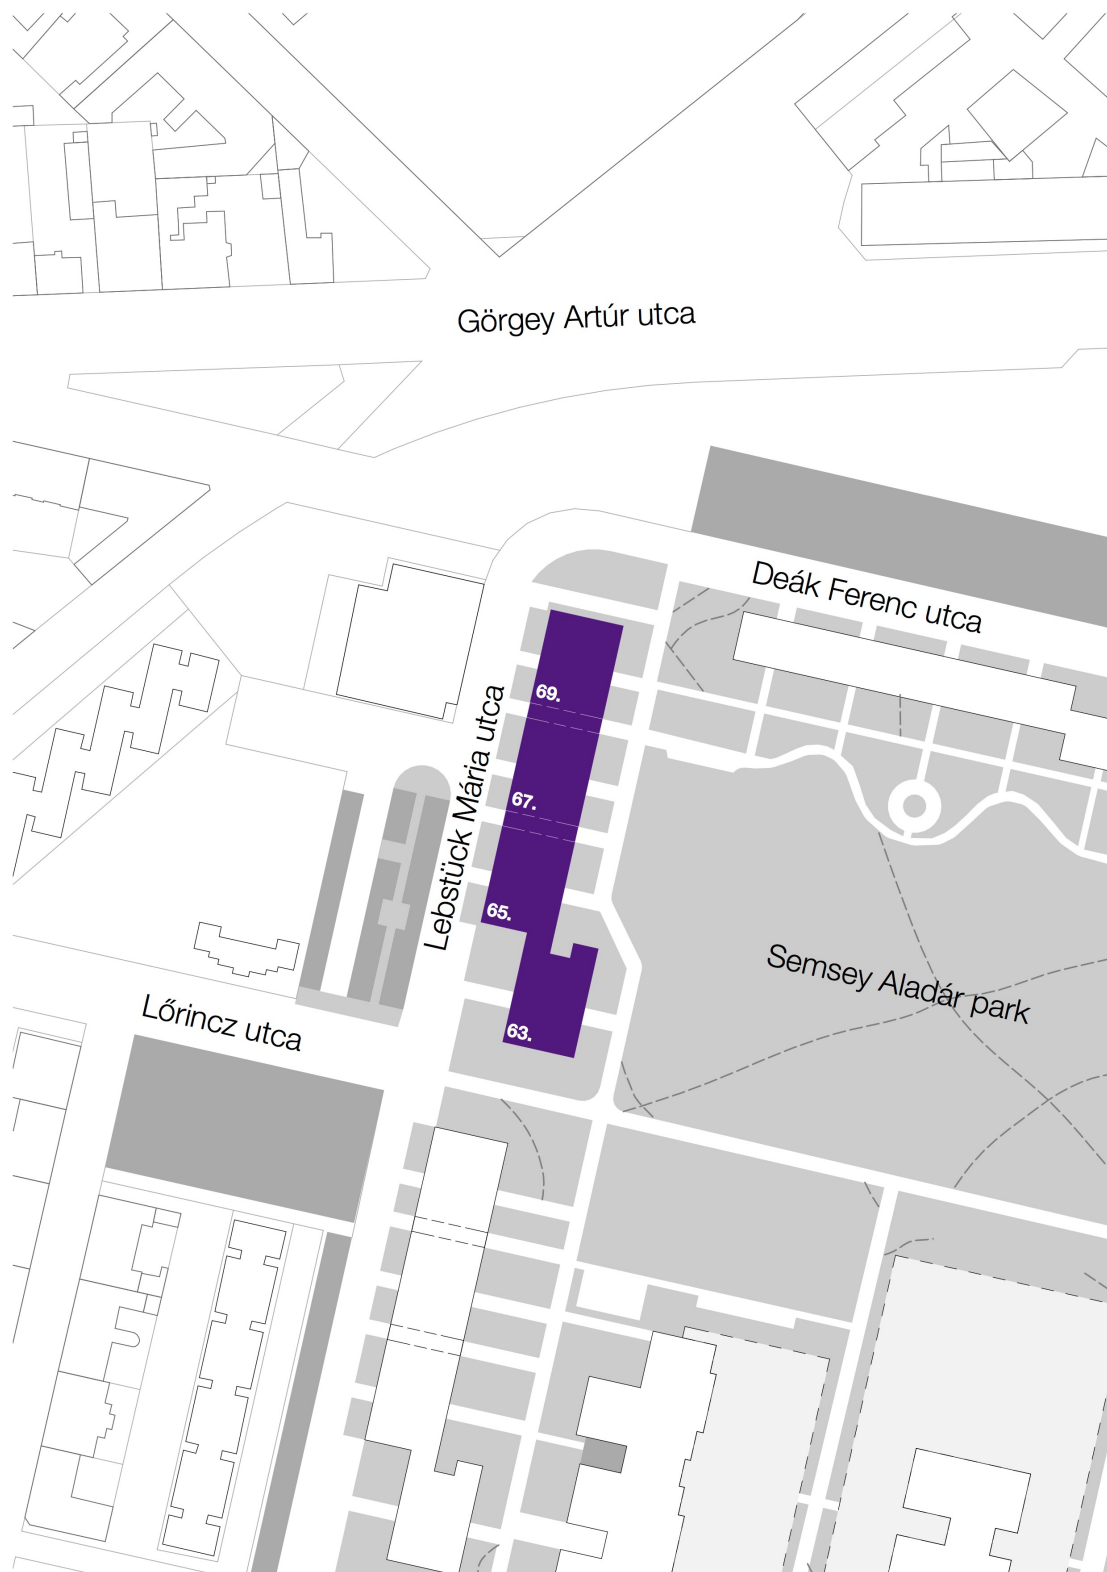 Görgey Artúr utca
Deák Ferenc utca
69.
Lebstück Mária utca
67.
65.
Semsey Aladár park
Lőrincz utca
63.